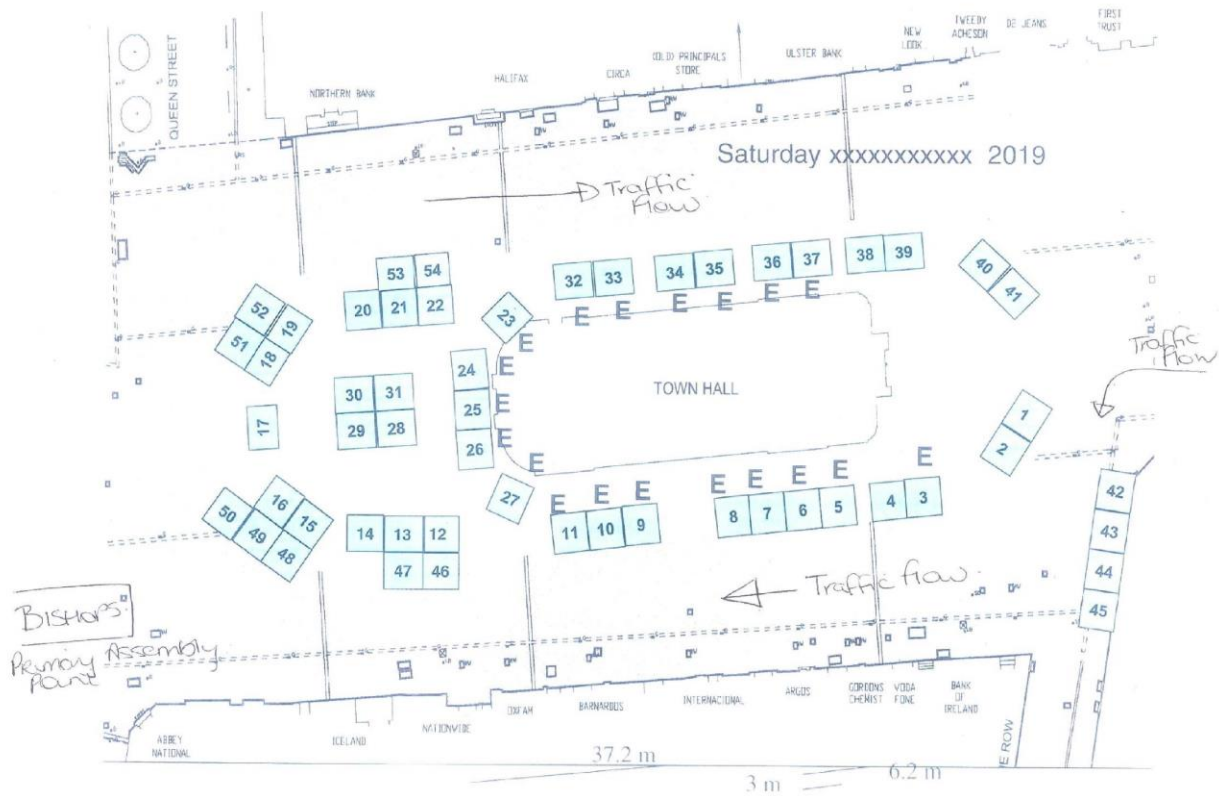 FIRST
TRUST
TWEEDY
ACHESON
DE JEANS
NEW
LOOK
ULSTER BANK
(OLD) PRINCIPALS
STORE
CIRCA
HALIFAX
NORTHERN BANK
QUEEN STREET
Saturday xxxxxxxxxxx 2019
Traffic
Flow
53 54
20 21 22
52 19
51 18
23
32 33
34 35
36 37
38 39
40
41
E E E E E E
E
E
E
E
E
24
25
26
TOWN HALL
Traffic
Flow
30 31
29 28
17
1
2
E E E E E E E E
16 15
50 49 48
27
14 13 12
47 46
11 10 9
8 7 6 5
4 3
42
43
44
45
Traffic flow
BISHOPS
Primary Assembly
Point
ABBEY
NATIONAL
ICELAND
NATIONWIDE
OXFAM
BARNARDOS
INTERNACIONAL
ARGOS
GORDONS
CHEMIST
VODA
FONE
BANK
OF
IRELAND
E ROW
37.2 m
3 m
6.2 m